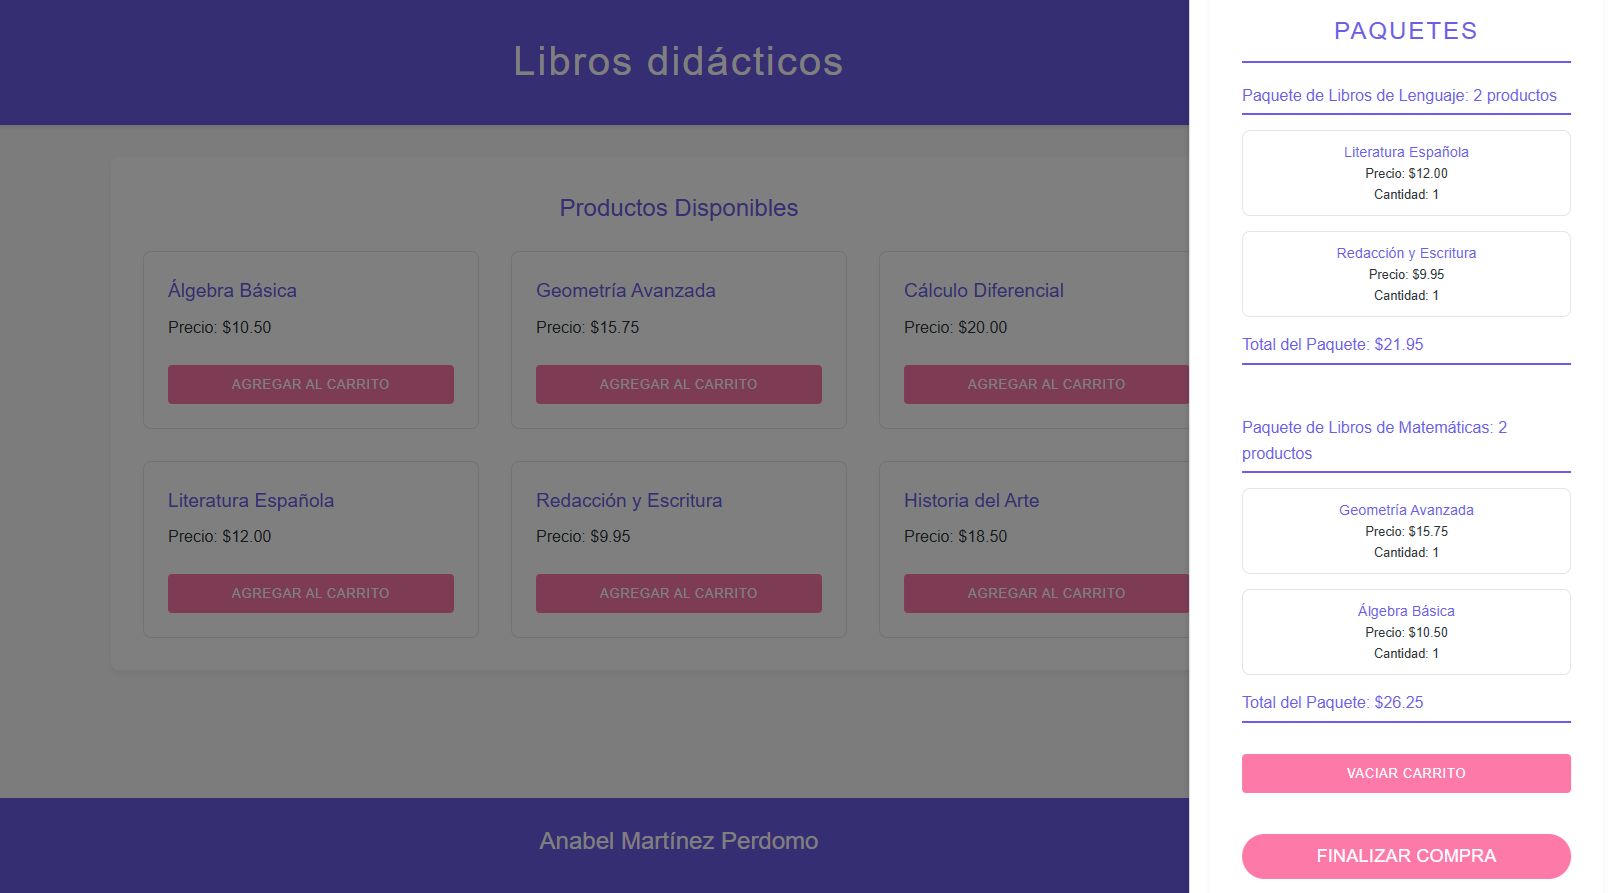 Libros didácticos
Productos Disponibles
Álgebra Básica
Precio: $10.50
AGREGAR AL CARRITO
Geometría Avanzada
Precio: $15.75
AGREGAR AL CARRITO
Cálculo Diferencial
Precio: $20.00
AGREGAR AL CARRITO
Literatura Española
Precio: $12.00
AGREGAR AL CARRITO
Redacción y Escritura
Precio: $9.95
AGREGAR AL CARRITO
Historia del Arte
Precio: $18.50
AGREGAR AL CARRITO
Anabel Martínez Perdomo
PAQUETES
Paquete de Libros de Lenguaje: 2 productos
Literatura Española
Precio: $12.00
Cantidad: 1
Redacción y Escritura
Precio: $9.95
Cantidad: 1
Total del Paquete: $21.95
Paquete de Libros de Matemáticas: 2
productos
Geometría Avanzada
Precio: $15.75
Cantidad: 1
Álgebra Básica
Precio: $10.50
Cantidad: 1
Total del Paquete: $26.25
VACIAR CARRITO
FINALIZAR COMPRA